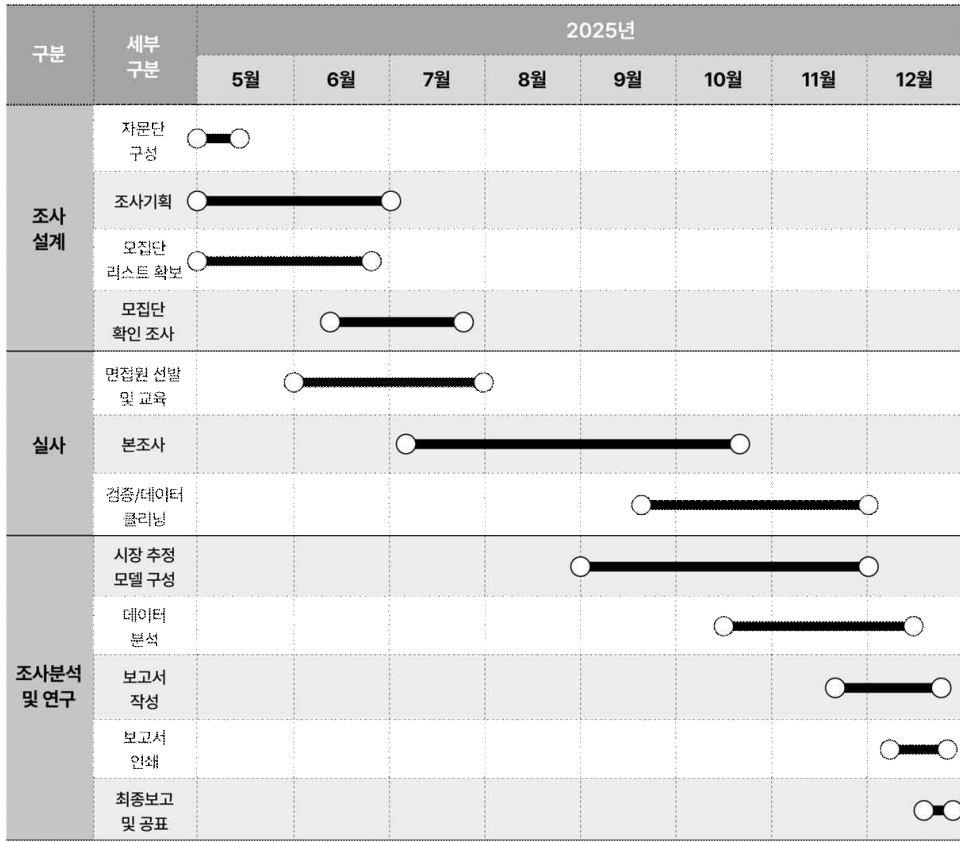 구분
세부
구분
2025년
5월 6월 7월 8월 9월 10월 11월 12월
조사
설계
자문단
구성
조사기획
모집단
리스트 확보
모집단
확인 조사
실사
면접원 선발
및 교육
본조사
검증/데이터
클리닝
조사분석
및 연구
시장 추정
모델 구성
데이터
분석
보고서
작성
보고서
인쇄
최종보고
및 공표